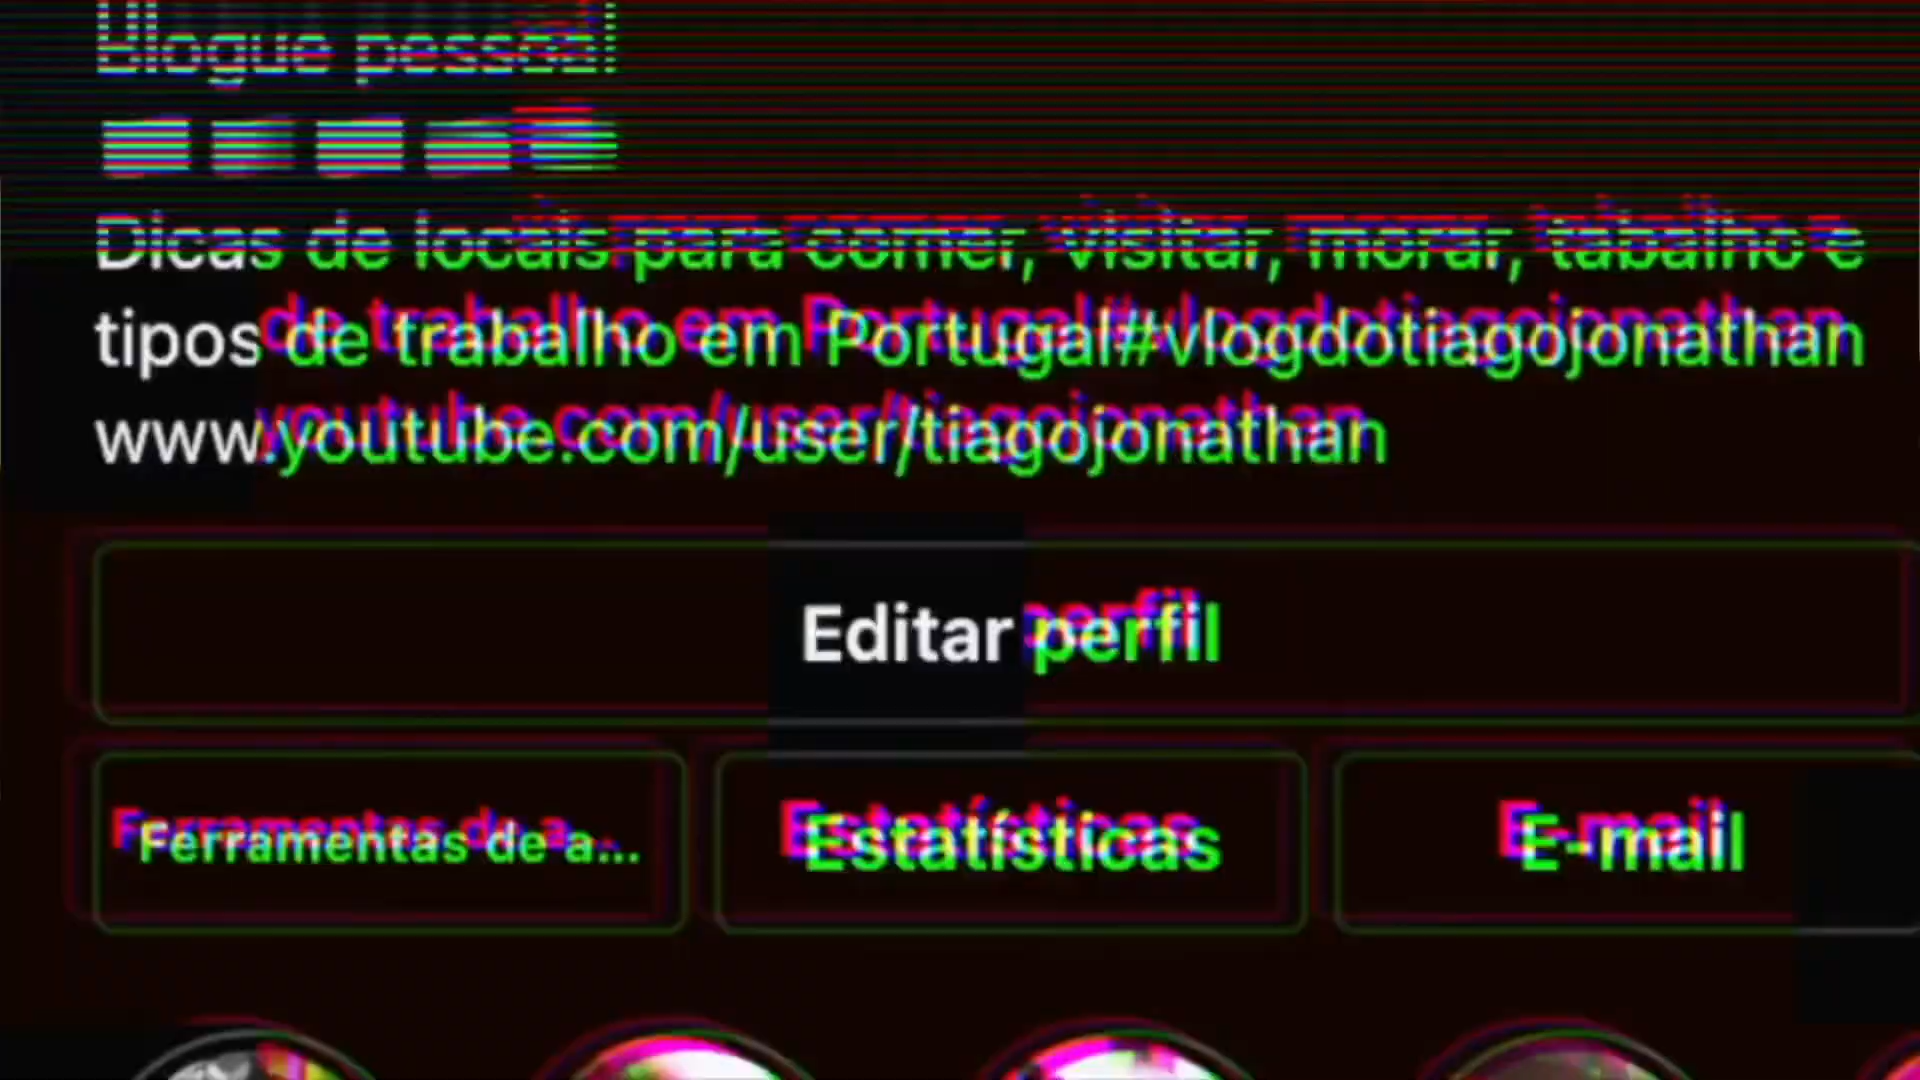 Blogue pessoal
Dicas de locais para comer, visitar, morar, tabalho e
tipos de trabalho em Portugal#vlogdotiagojonathan
www.youtube.com/user/tiagojonathan
Editar perfil
Ferramentas de a...
Estatísticas
E-mail